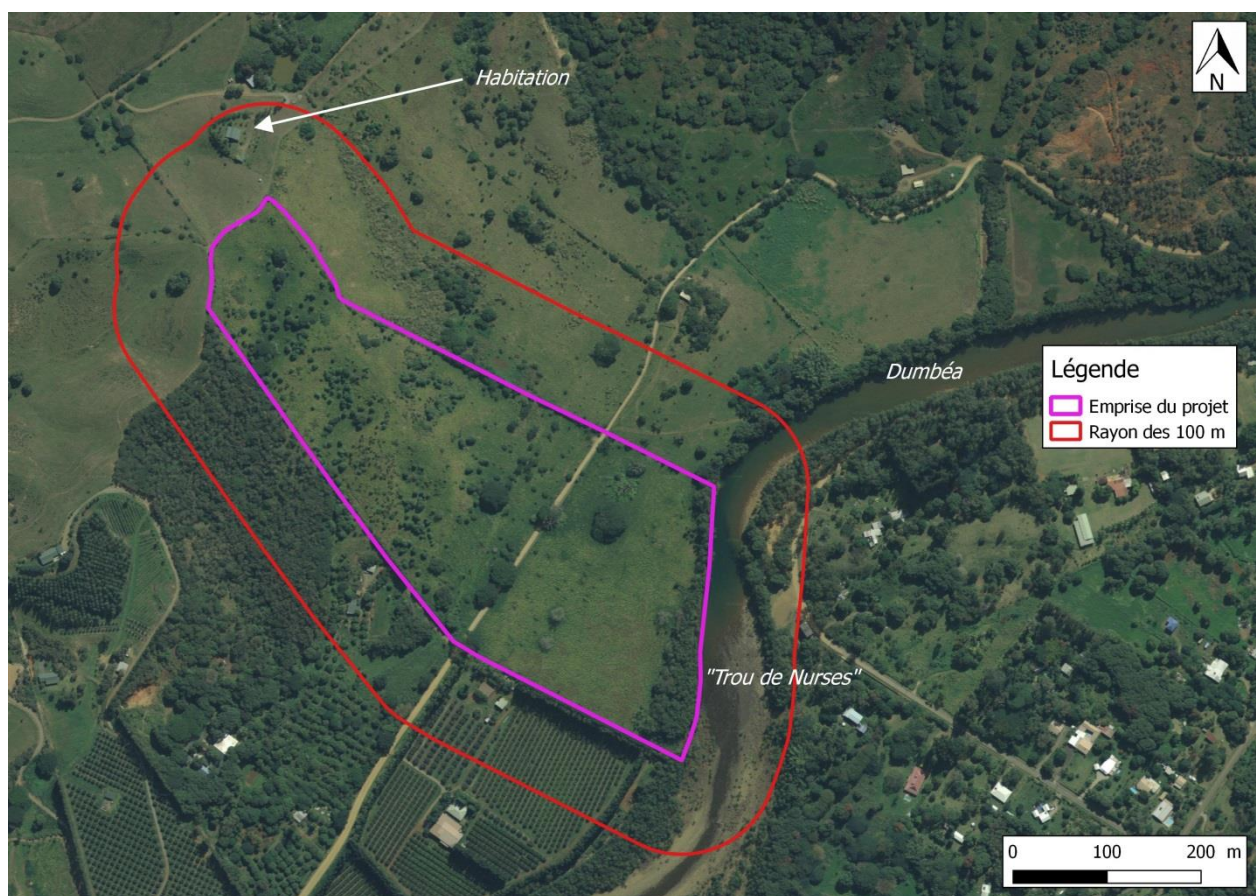 N
Habitation
Dumbéa
Légende
Emprise du projet
Rayon des 100 m
"Trou de Nurses"
0 100 200 m